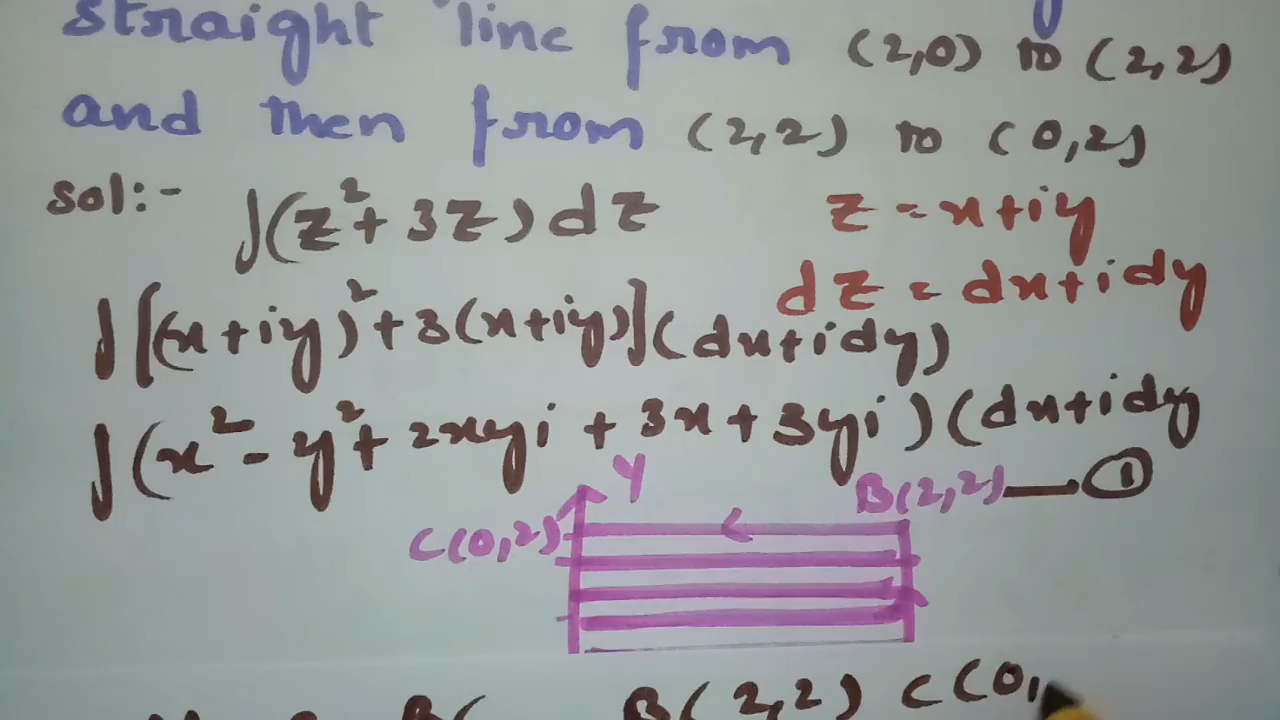 straight line from (2,0) to (2,2)
and then from (2,2) to (0,2)
sol:- ∫(z²+3z)dz z=x+iy
dz=dx+idy
∫[(x+iy)²+3(x+iy)](dx+idy)
∫(x²-y²+2xyi+3x+3yi)(dx+idy
Y B(2,2) — ①
C(0,2)
B( B(2,2) C(0,